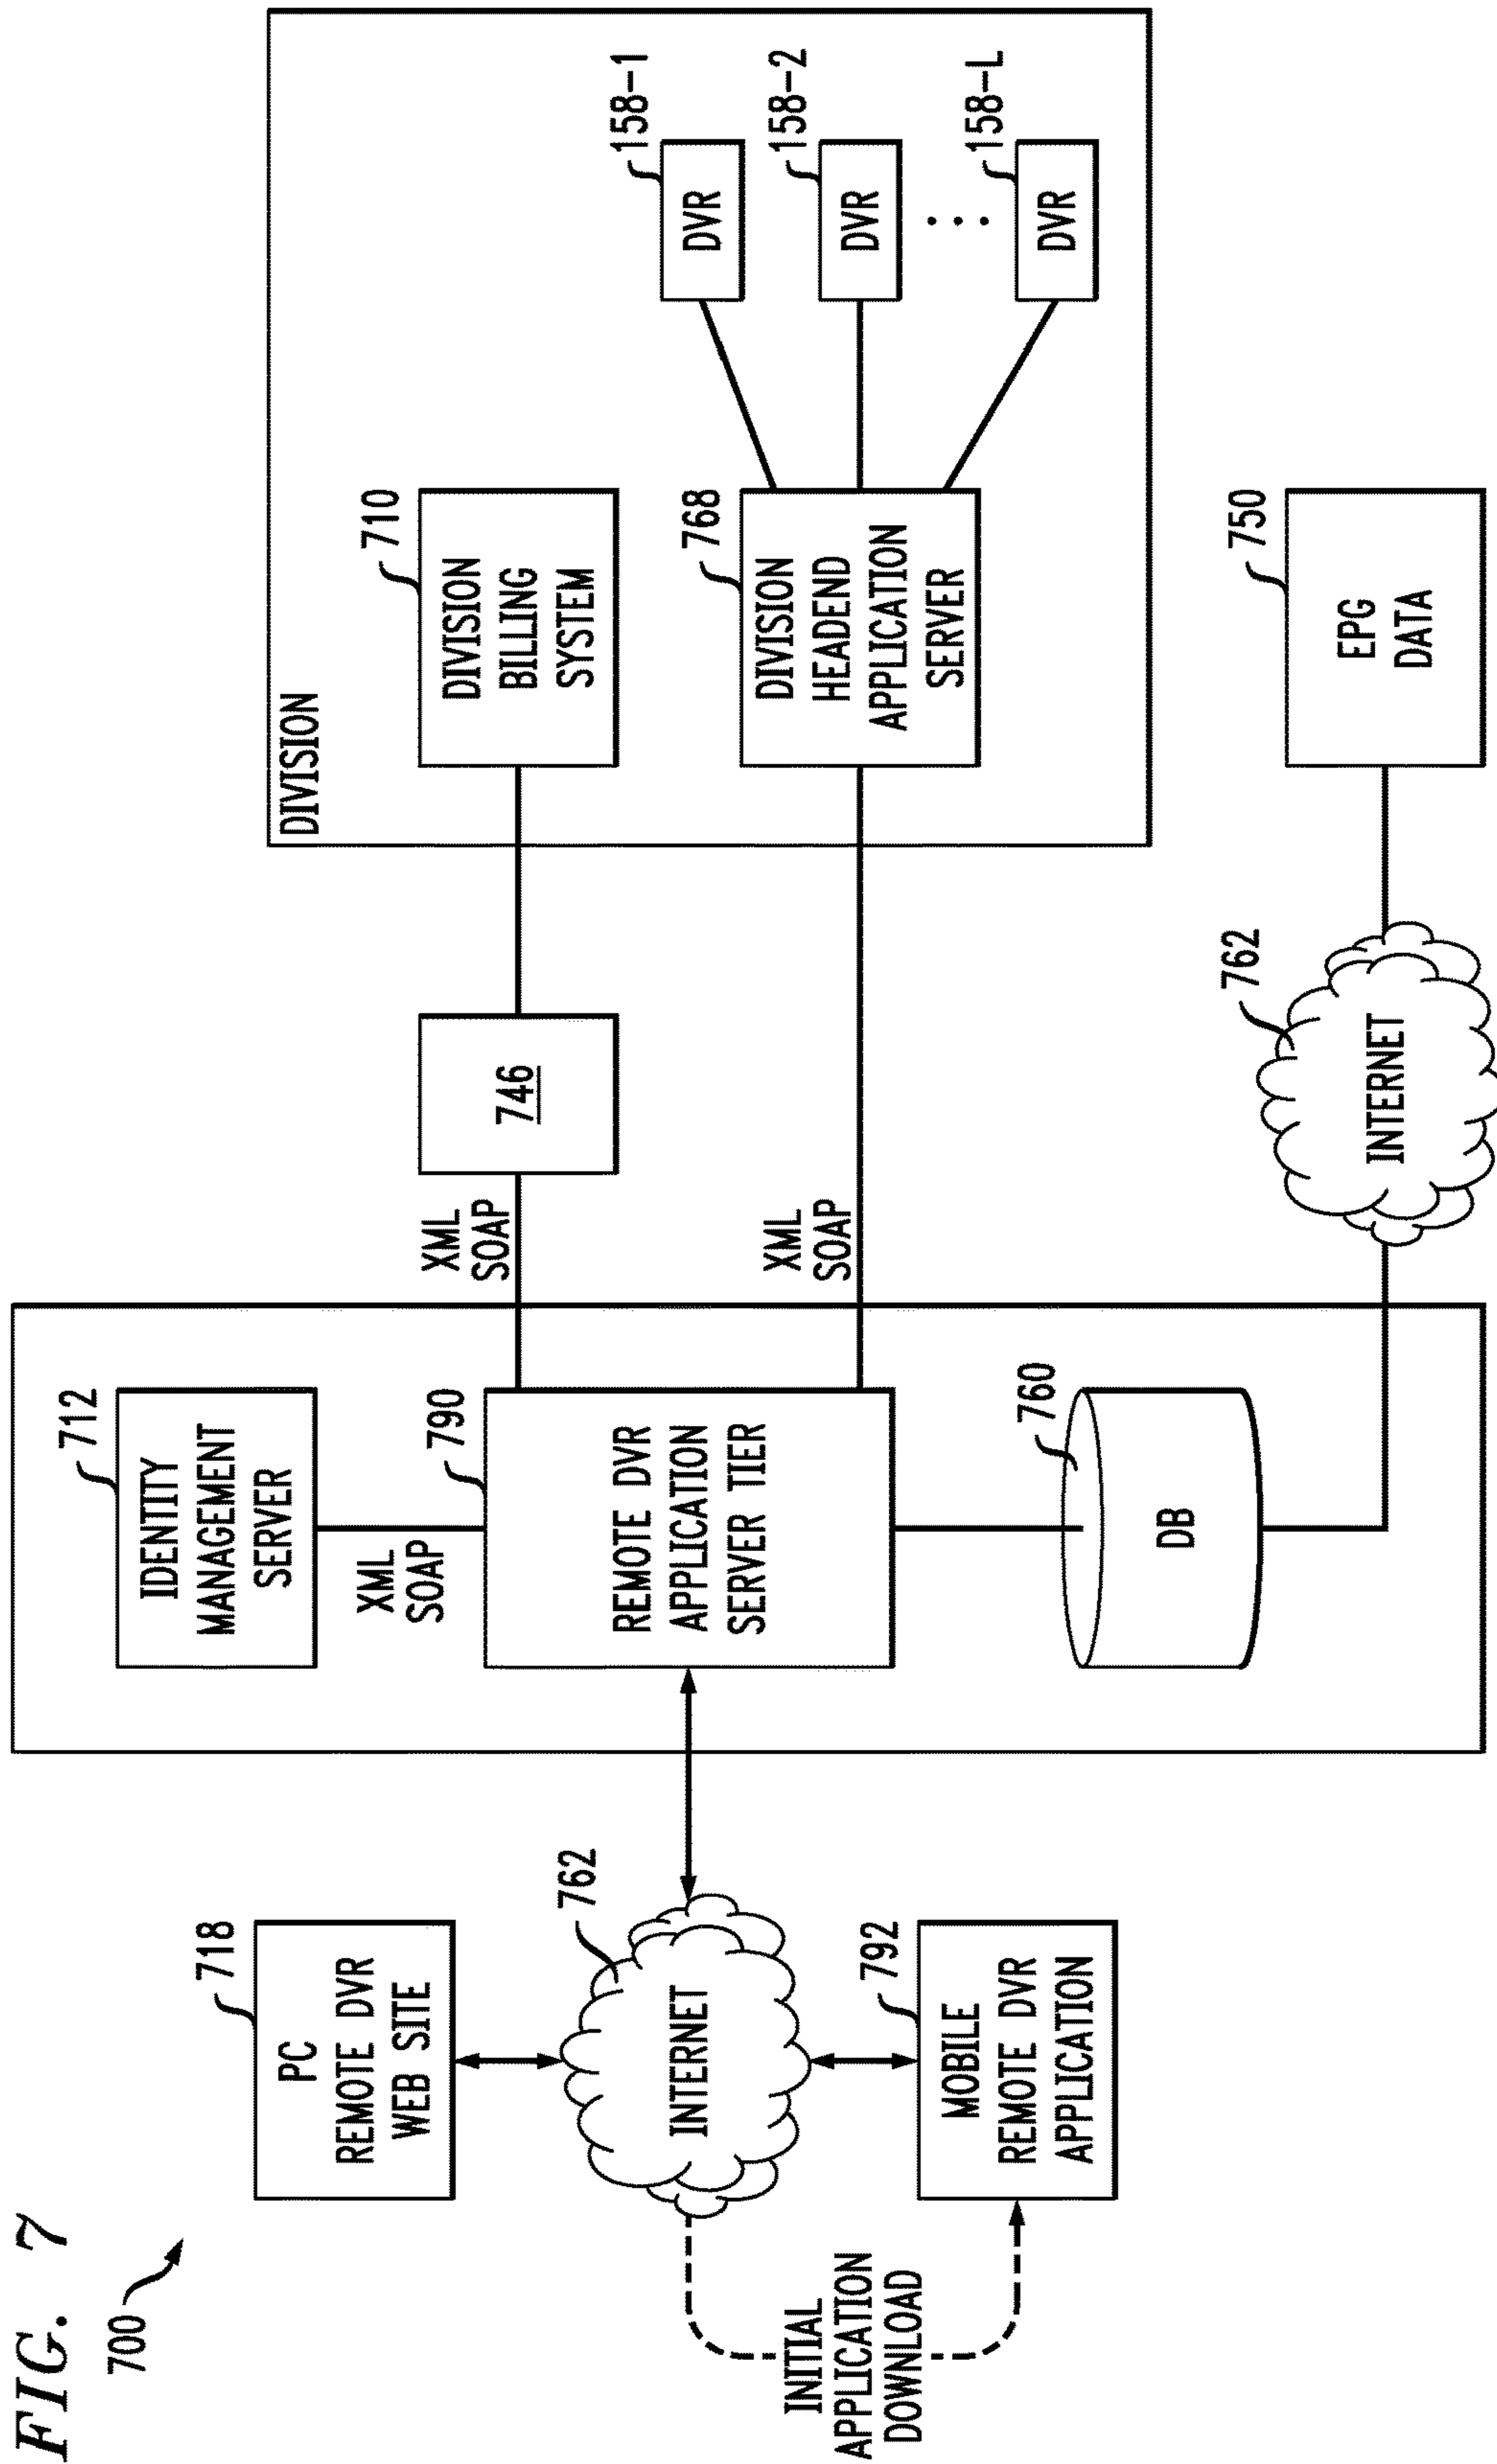 FIG. 7
700
718
PC
REMOTE DVR
WEB SITE
762
INTERNET
792
MOBILE
REMOTE DVR
APPLICATION
INITIAL
APPLICATION
DOWNLOAD
712
IDENTITY
MANAGEMENT
SERVER
XML
SOAP
790
REMOTE DVR
APPLICATION
SERVER TIER
760
DB
XML
SOAP
746
XML
SOAP
762
INTERNET
DIVISION
710
DIVISION
BILLING
SYSTEM
768
DIVISION
HEADEND
APPLICATION
SERVER
158-1
DVR
158-2
DVR
158-L
DVR
750
EPG
DATA